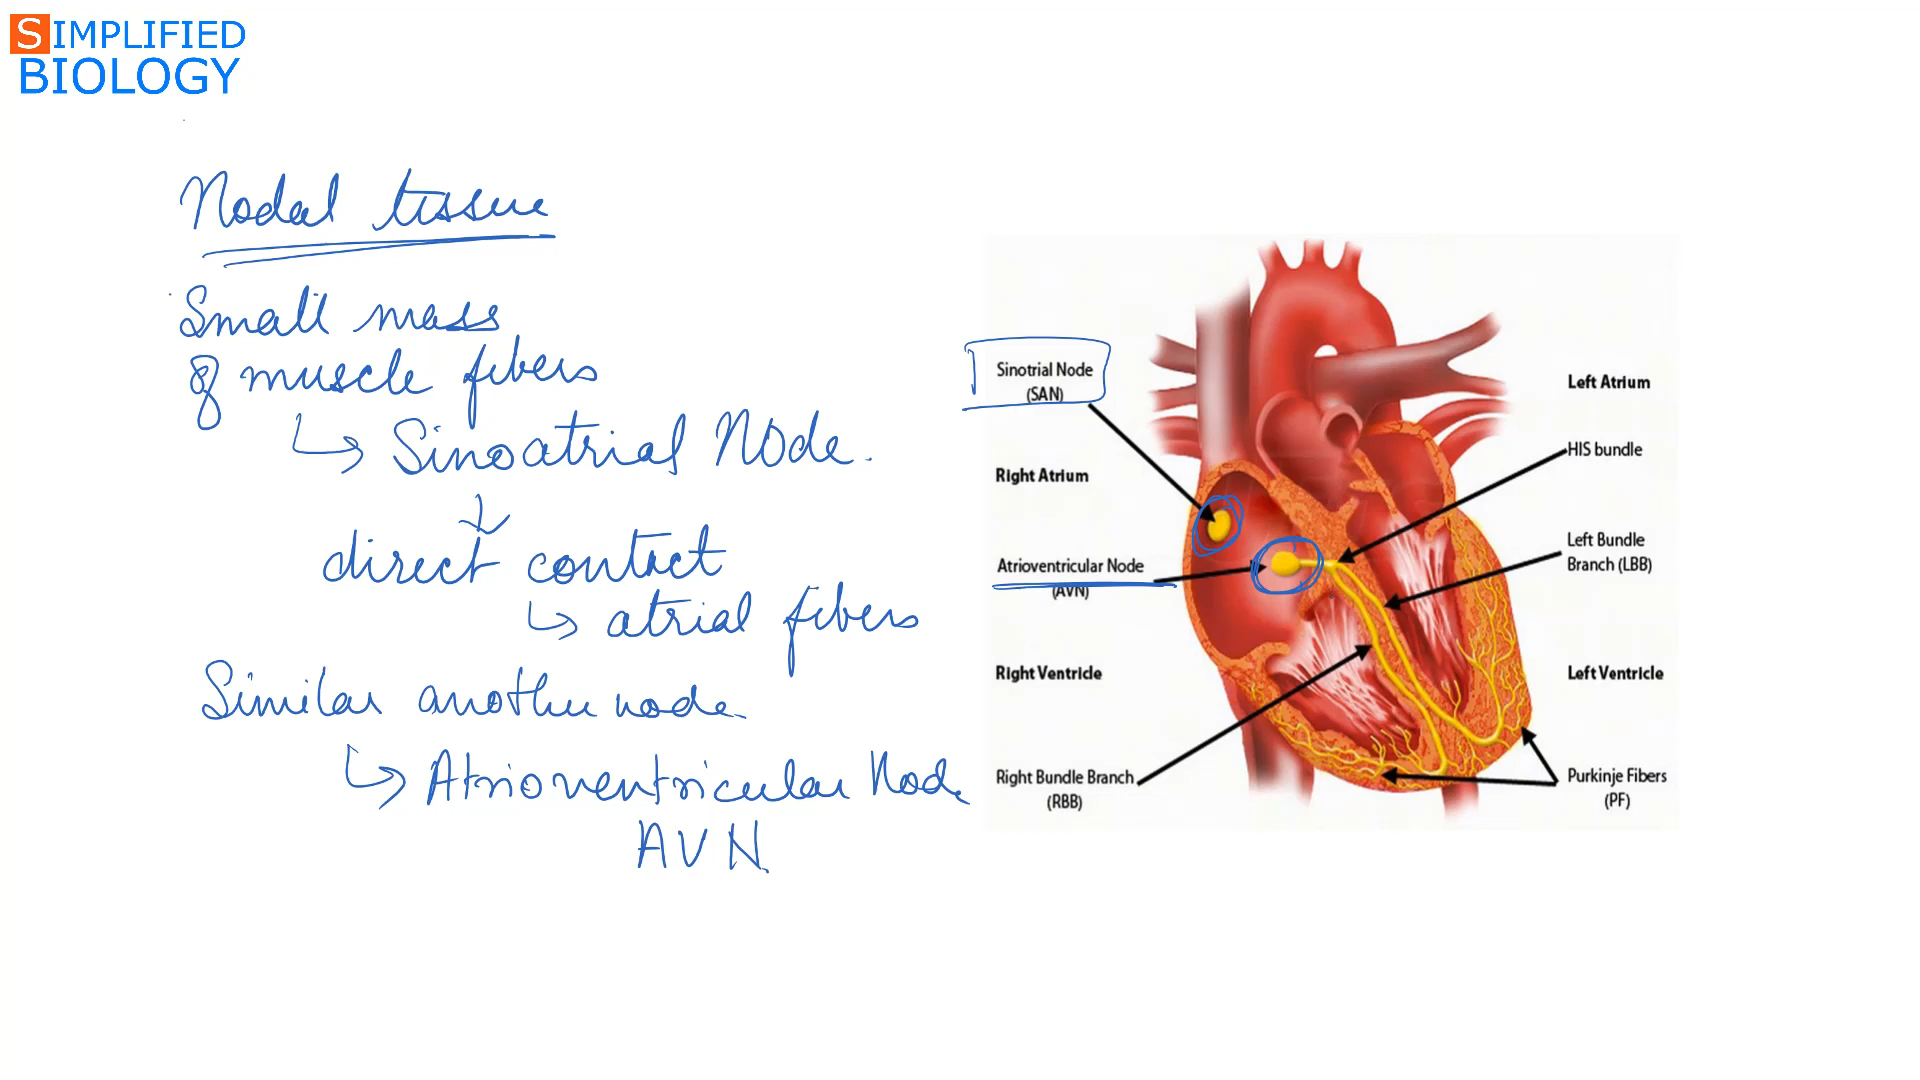 SIMPLIFIED
BIOLOGY
Nodal tissue
Small mass
of muscle fibers
↳ Sinoatrial Node.
↓
direct contact
↳ atrial fibers
Similar another node
↳ Atrioventricular Node
AVN
Sinotrial Node
(SAN)
Right Atrium
Atrioventricular Node
(AVN)
Right Ventricle
Right Bundle Branch
(RBB)
Left Atrium
HIS bundle
Left Bundle
Branch (LBB)
Left Ventricle
Purkinje Fibers
(PF)